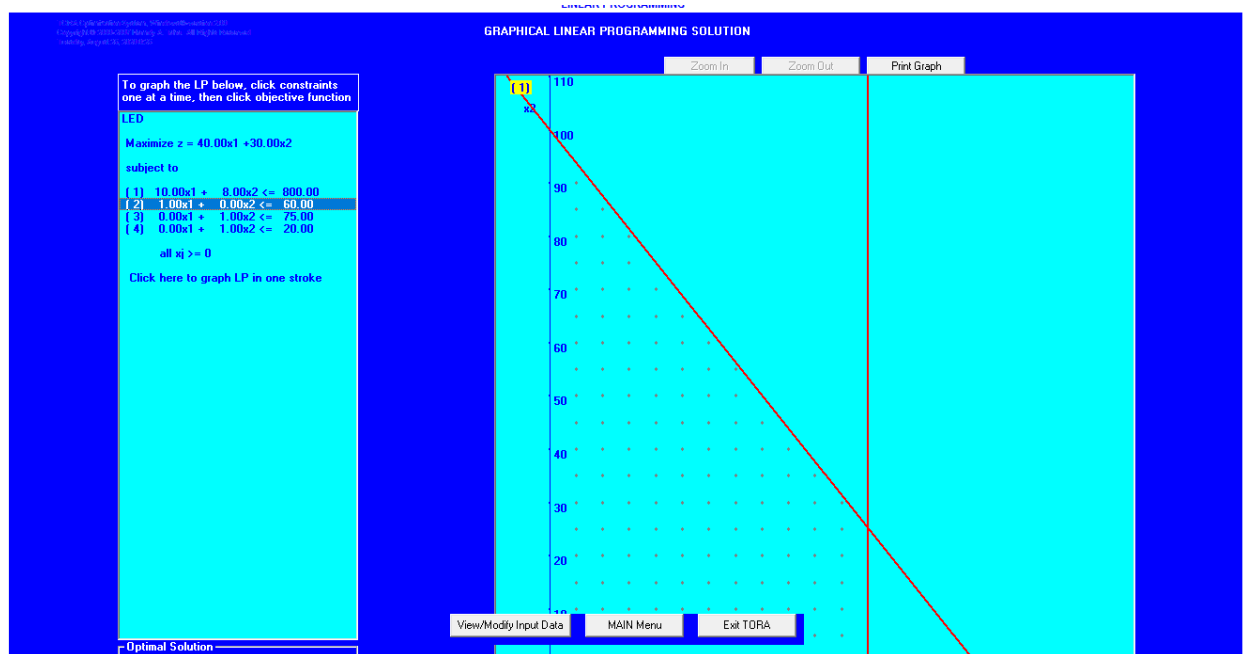 LINEAR PROGRAMMING
GRAPHICAL LINEAR PROGRAMMING SOLUTION
Zoom In
Zoom Out
Print Graph
To graph the LP below, click constraints
one at a time, then click objective function
LED
Maximize z = 40.00x1 +30.00x2
subject to
( 1) 10.00x1 + 8.00x2 <= 800.00
( 2) 1.00x1 + 0.00x2 <= 60.00
( 3) 0.00x1 + 1.00x2 <= 75.00
( 4) 0.00x1 + 1.00x2 <= 20.00
all xj >= 0
Click here to graph LP in one stroke
( 1)
x2
110
100
90
80
70
60
50
40
30
20
10
View/Modify Input Data
MAIN Menu
Exit TORA
Optimal Solution